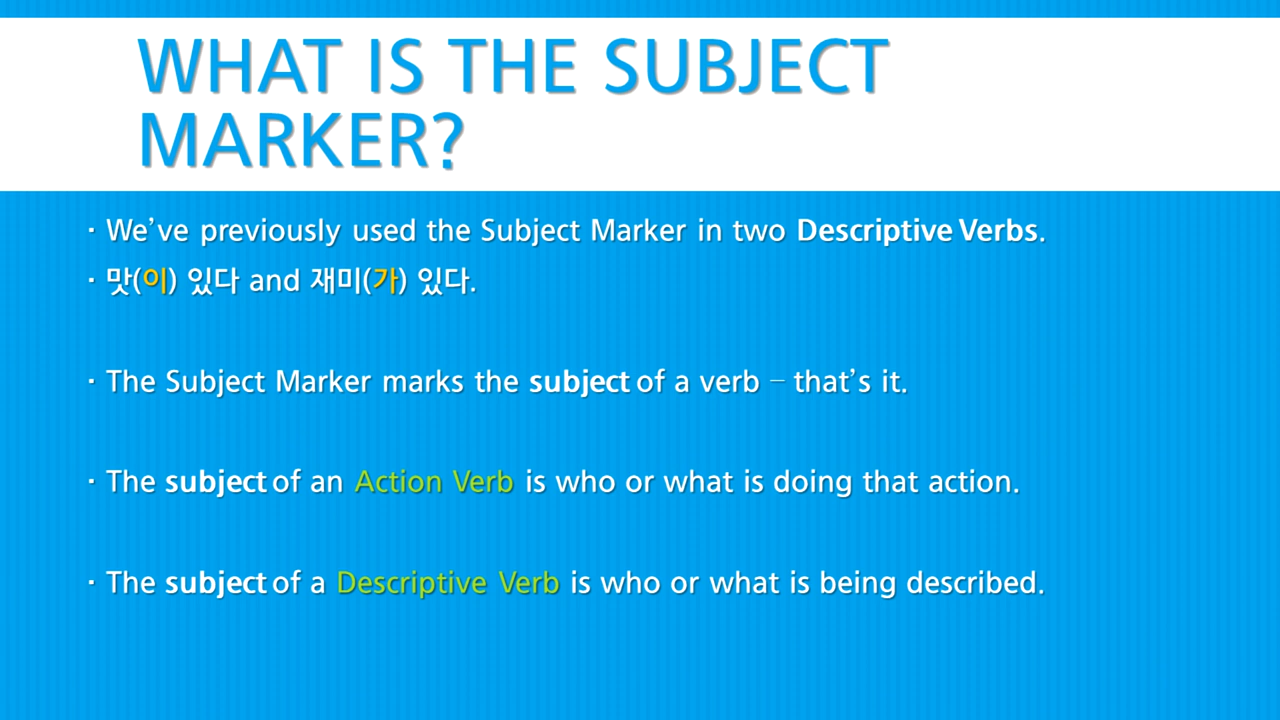 WHAT IS THE SUBJECT
MARKER?
· We’ve previously used the Subject Marker in two Descriptive Verbs.
· 맛(이) 있다 and 재미(가) 있다.
· The Subject Marker marks the subject of a verb – that’s it.
· The subject of an Action Verb is who or what is doing that action.
· The subject of a Descriptive Verb is who or what is being described.